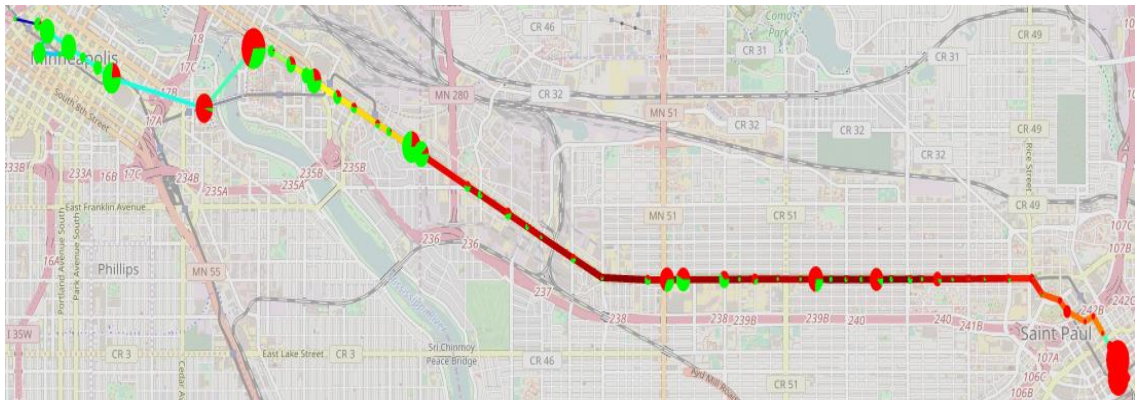 CR 46
Como
Park
CR 49
CR 31
CR 31
Minneapolis
17C
17B
MN 280
CR 32
South 8th Street
17A
MN 51
CR 32
CR 32
CR 49
CR 32
Rice Street
233B
233A
16B
17C
234B
235B
235B
235A
235A
East Franklin Avenue
CR 49
Portland Avenue South
Park Avenue South
16A
MN 51
CR 51
107C
236
236
Phillips
MN 55
237
242C
I 35W
238
238
239B
239B
240
240
241B
242B
Saint Paul
CR 3
East Lake Street
CR 3
Sri Chinmoy
Peace Bridge
CR 46
107A
106C
106B
CR 51